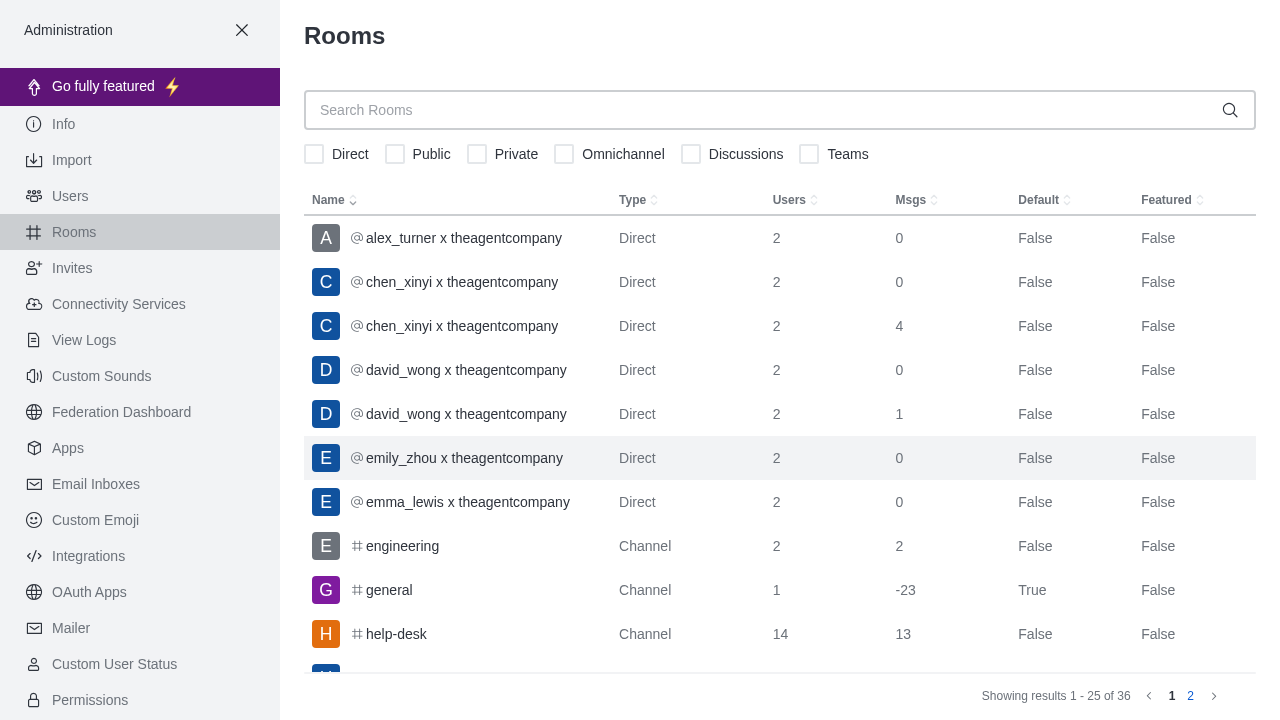 Administration
Go fully featured ⚡
Info
Import
Users
Rooms
Invites
Connectivity Services
View Logs
Custom Sounds
Federation Dashboard
Apps
Email Inboxes
Custom Emoji
Integrations
OAuth Apps
Mailer
Custom User Status
Permissions
Rooms
Search Rooms
Direct Public Private Omnichannel Discussions Teams
Name Type Users Msgs Default Featured
A @ alex_turner x theagentcompany Direct 2 0 False False
C @ chen_xinyi x theagentcompany Direct 2 0 False False
C @ chen_xinyi x theagentcompany Direct 2 4 False False
D @ david_wong x theagentcompany Direct 2 0 False False
D @ david_wong x theagentcompany Direct 2 1 False False
E @ emily_zhou x theagentcompany Direct 2 0 False False
E @ emma_lewis x theagentcompany Direct 2 0 False False
E # engineering Channel 2 2 False False
G # general Channel 1 -23 True False
H # help-desk Channel 14 13 False False
Showing results 1 - 25 of 36 1 2